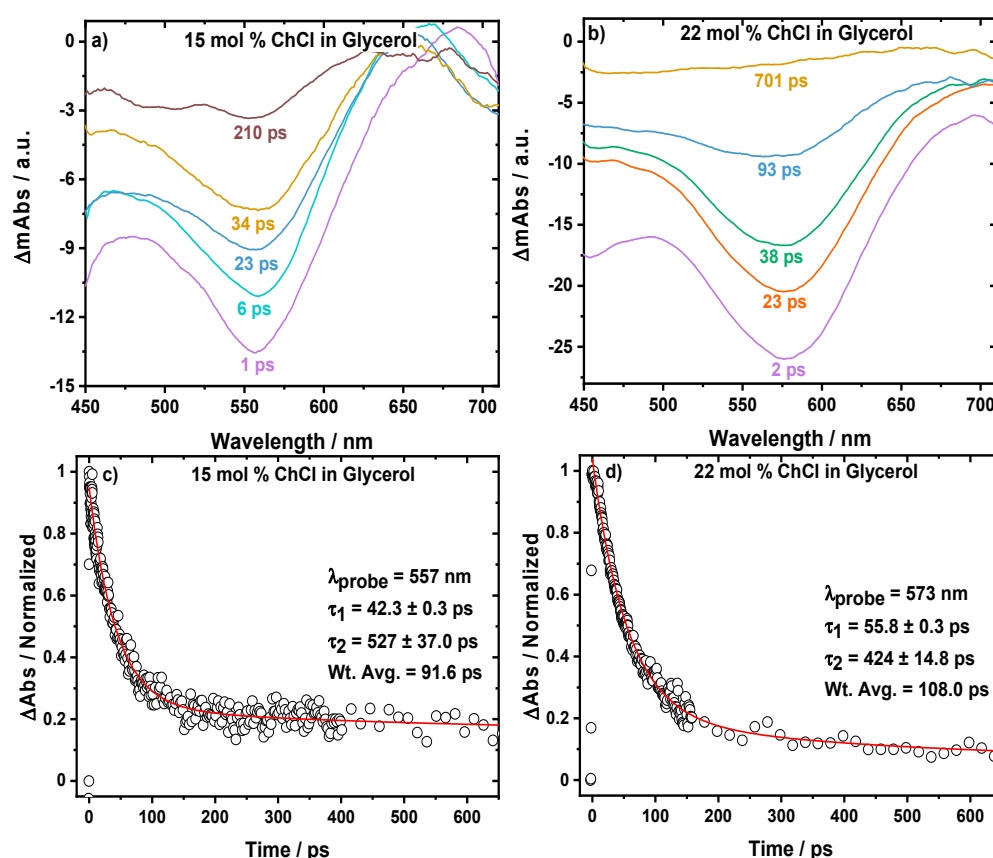 a) 15 mol % ChCl in Glycerol
0
-3
-6
-9
-12
-15
ΔmAbs / a.u.
210 ps
34 ps
23 ps
6 ps
1 ps
450 500 550 600 650 700
Wavelength / nm
b) 22 mol % ChCl in Glycerol
0
-5
-10
-15
-20
-25
ΔmAbs / a.u.
701 ps
93 ps
38 ps
23 ps
2 ps
450 500 550 600 650 700
Wavelength / nm
c) 15 mol % ChCl in Glycerol
1
0.8
0.6
0.4
0.2
0
ΔAbs / Normalized
λprobe = 557 nm
τ1 = 42.3 ± 0.3 ps
τ2 = 527 ± 37.0 ps
Wt. Avg. = 91.6 ps
0 100 200 300 400 500 600
Time / ps
d) 22 mol % ChCl in Glycerol
1
0.8
0.6
0.4
0.2
0
ΔAbs / Normalized
λprobe = 573 nm
τ1 = 55.8 ± 0.3 ps
τ2 = 424 ± 14.8 ps
Wt. Avg. = 108.0 ps
0 100 200 300 400 500 600
Time / ps